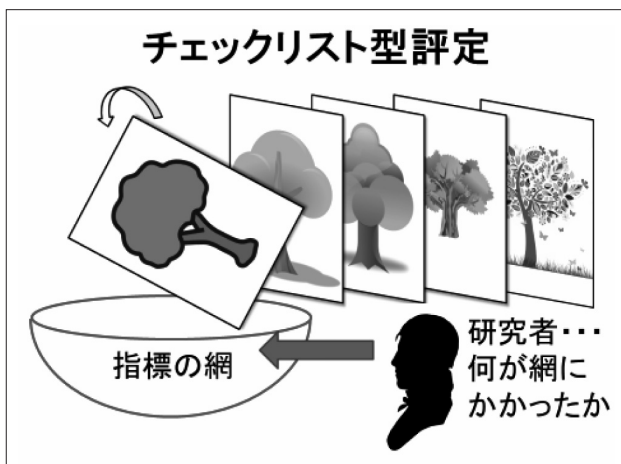 チェックリスト型評定
指標の網
研究者・・・
何が網に
かかったか